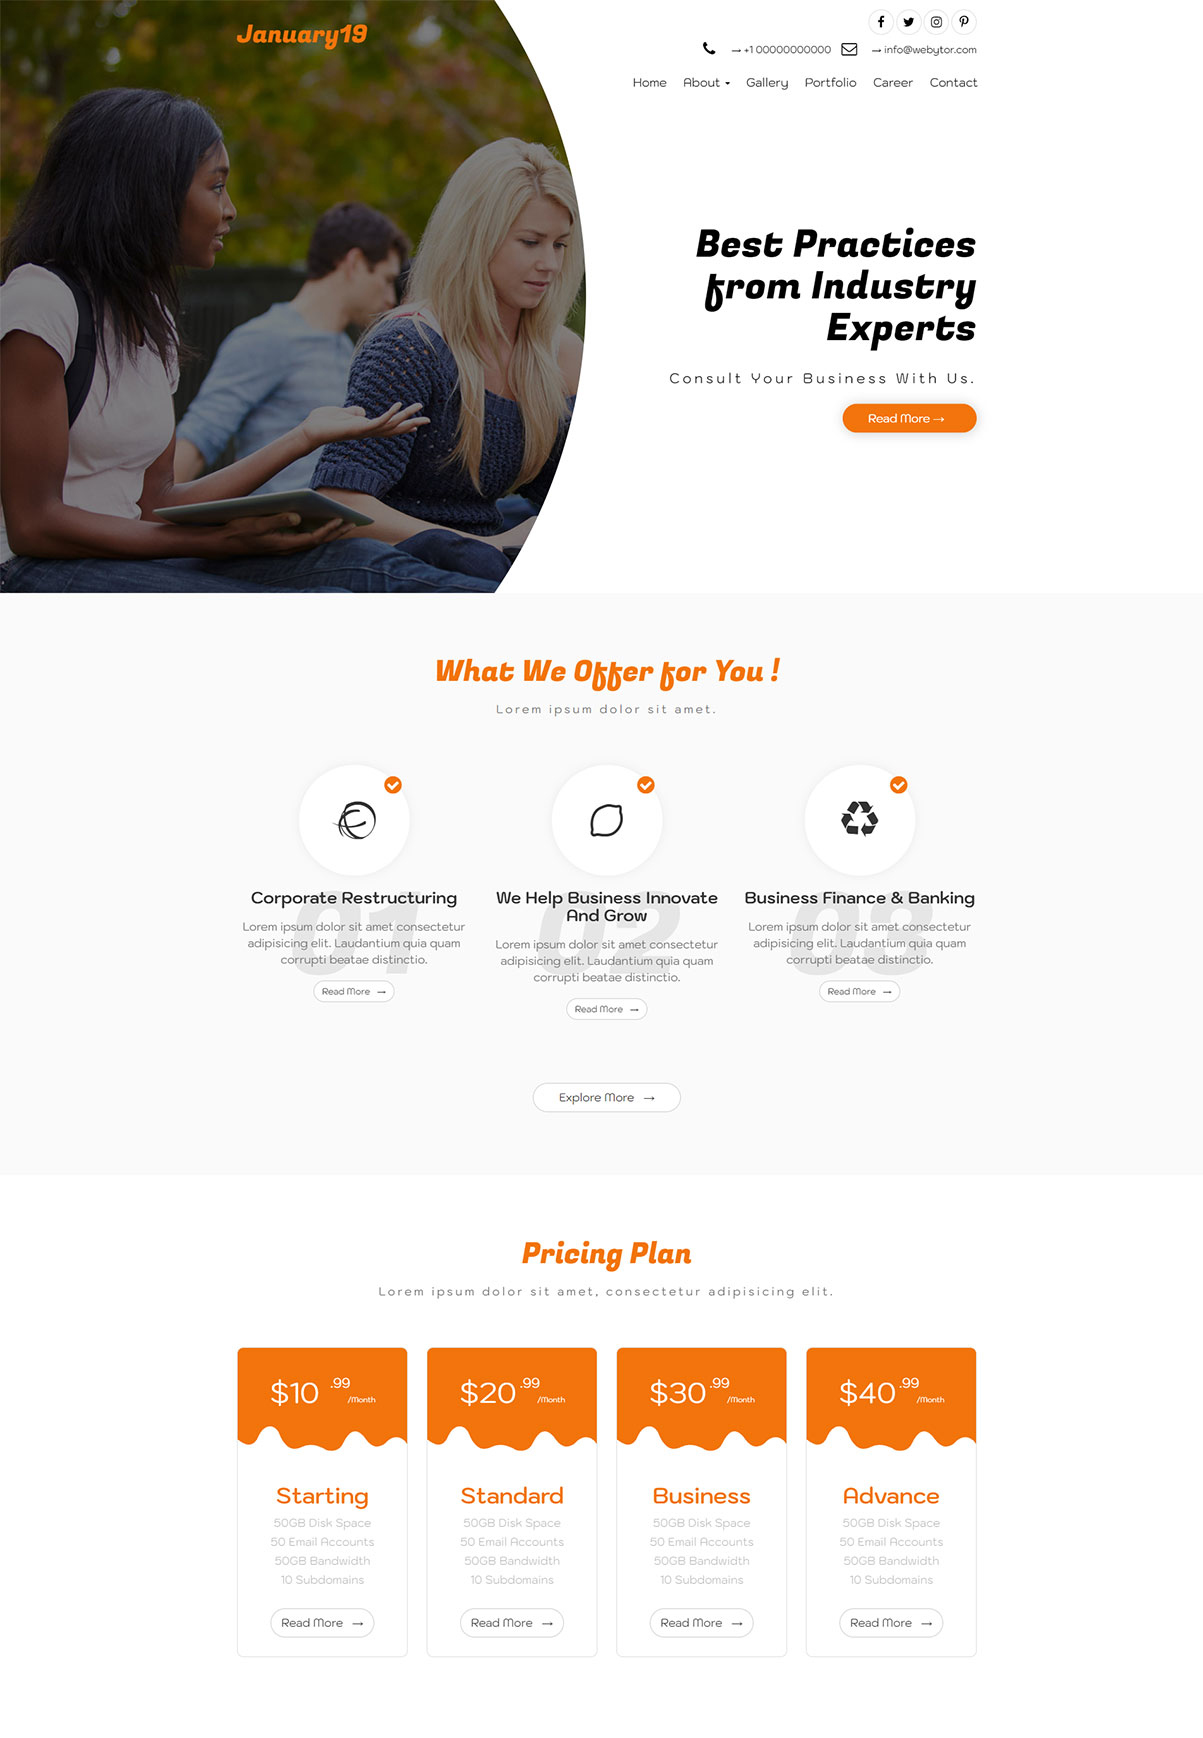 January19
→ +1 00000000000 → info@webytor.com
Home About Gallery Portfolio Career Contact
Best Practices
from Industry
Experts
Consult Your Business With Us.
Read More →
What We Offer for You !
Lorem ipsum dolor sit amet.
01
Corporate Restructuring
Lorem ipsum dolor sit amet consectetur
adipisicing elit. Laudantium quia quam
corrupti beatae distinctio.
Read More →
02
We Help Business Innovate
And Grow
Lorem ipsum dolor sit amet consectetur
adipisicing elit. Laudantium quia quam
corrupti beatae distinctio.
Read More →
03
Business Finance & Banking
Lorem ipsum dolor sit amet consectetur
adipisicing elit. Laudantium quia quam
corrupti beatae distinctio.
Read More →
Explore More →
Pricing Plan
Lorem ipsum dolor sit amet, consectetur adipisicing elit.
$10 .99 /Month
Starting
50GB Disk Space
50 Email Accounts
50GB Bandwidth
10 Subdomains
Read More →
$20 .99 /Month
Standard
50GB Disk Space
50 Email Accounts
50GB Bandwidth
10 Subdomains
Read More →
$30 .99 /Month
Business
50GB Disk Space
50 Email Accounts
50GB Bandwidth
10 Subdomains
Read More →
$40 .99 /Month
Advance
50GB Disk Space
50 Email Accounts
50GB Bandwidth
10 Subdomains
Read More →